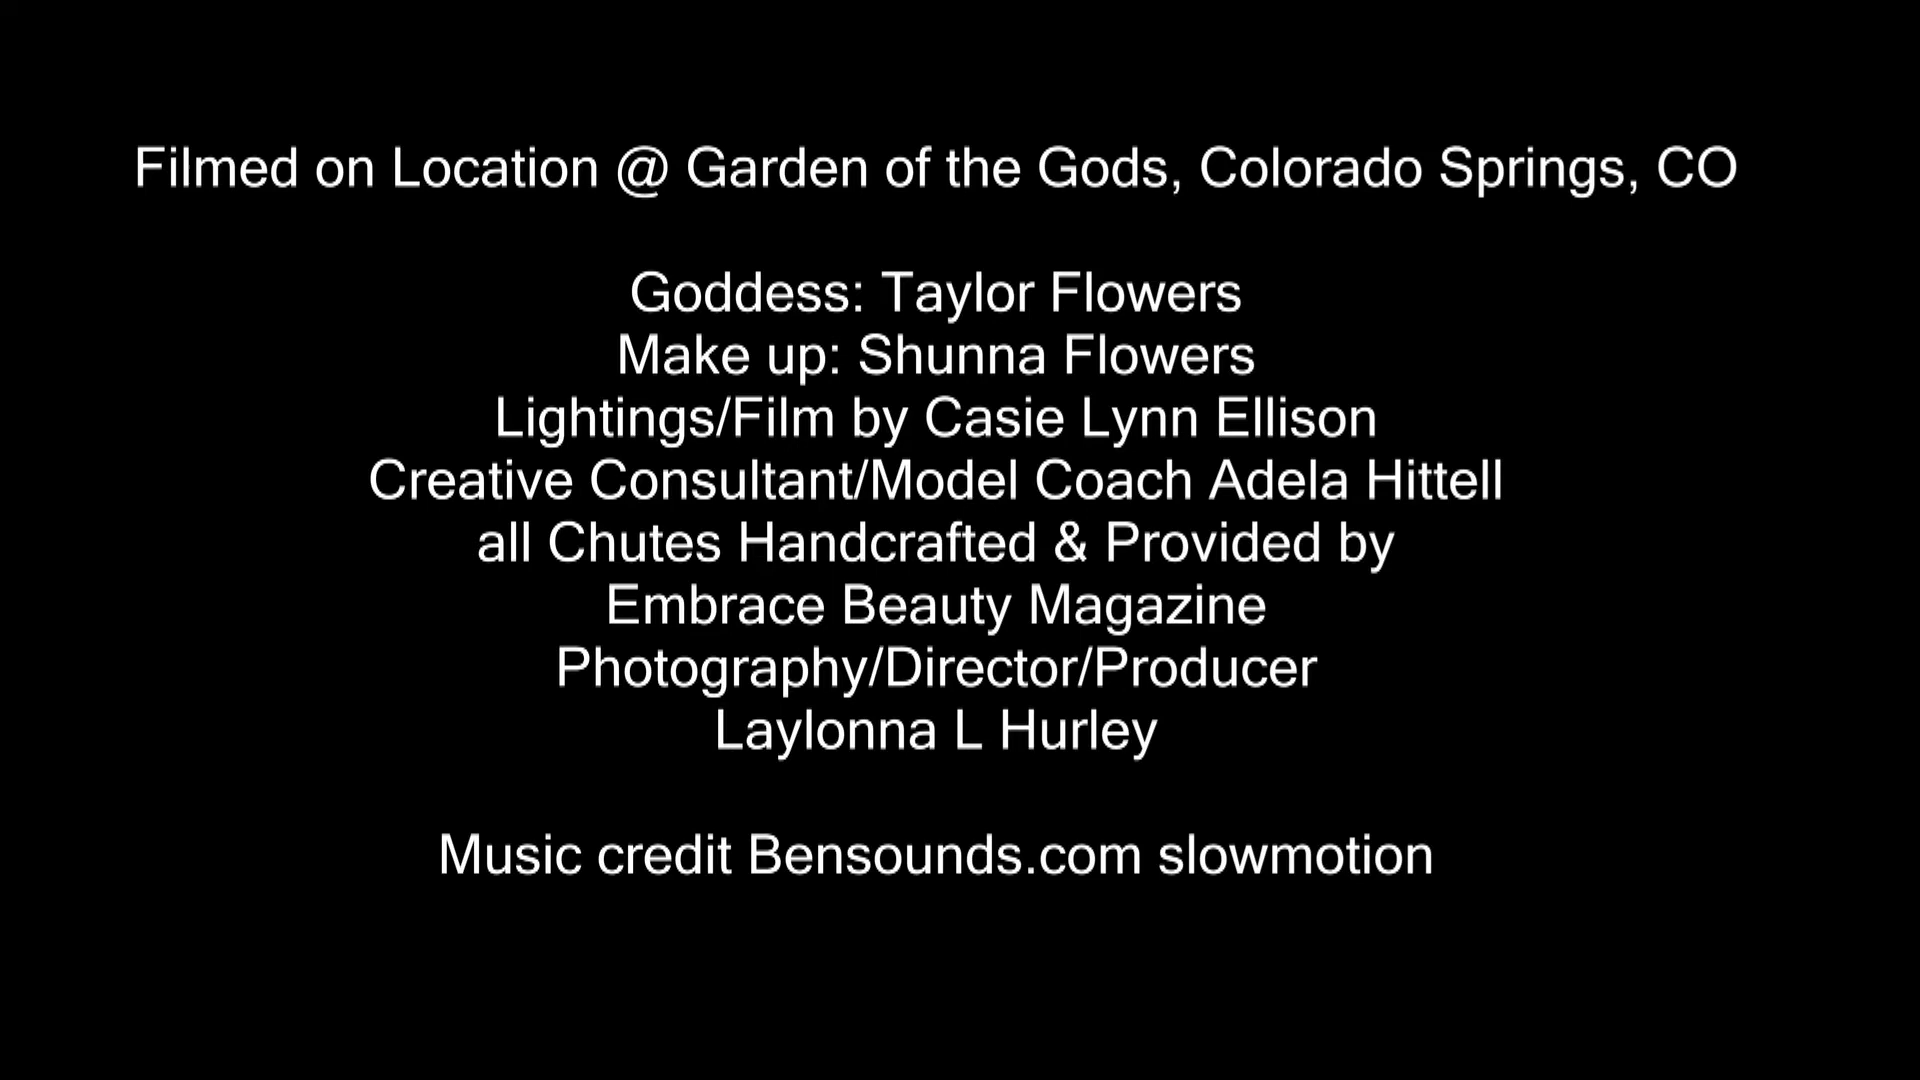 Filmed on Location @ Garden of the Gods, Colorado Springs, CO
Goddess: Taylor Flowers
Make up: Shunna Flowers
Lightings/Film by Casie Lynn Ellison
Creative Consultant/Model Coach Adela Hittell
all Chutes Handcrafted & Provided by
Embrace Beauty Magazine
Photography/Director/Producer
Laylonna L Hurley
Music credit Bensounds.com slowmotion